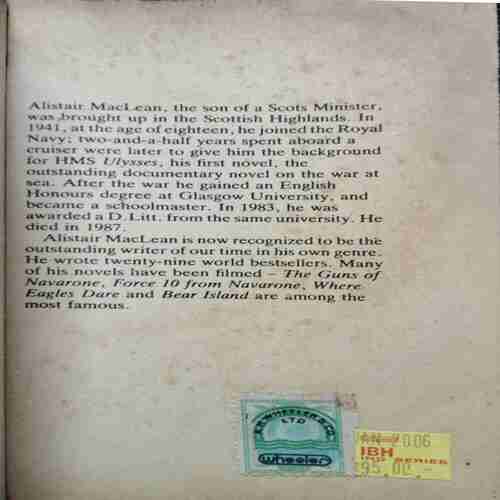 Alistair MacLean, the son of a Scots Minister,
was brought up in the Scottish Highlands. In
1941, at the age of eighteen, he joined the Royal
Navy; two-and-a-half years spent aboard a
cruiser were later to give him the background
for HMS Ulysses, his first novel, the
outstanding documentary novel on the war at
sea. After the war he gained an English
Honours degree at Glasgow University, and
became a schoolmaster. In 1983, he was
awarded a D.Litt. from the same university. He
died in 1987.
Alistair MacLean is now recognized to be the
outstanding writer of our time in his own genre.
He wrote twenty-nine world bestsellers. Many
of his novels have been filmed – The Guns of
Navarone, Force 10 from Navarone, Where
Eagles Dare and Bear Island are among the
most famous.
WHEELER & CO.
LTD
Wheeler
2006
IBH
IND SERIES
95.00